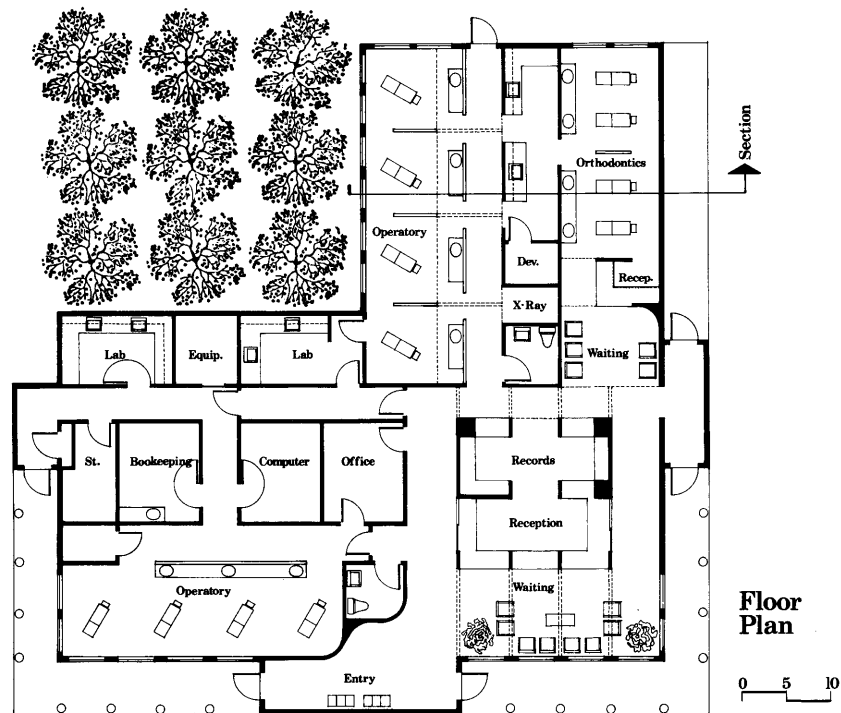 Section
Orthodontics
Operatory
Dev.
Recep.
X-Ray
Waiting
Lab
Equip.
Lab
St.
Bookeeping
Computer
Office
Records
Reception
Operatory
Waiting
Entry
Floor
Plan
0 5 10